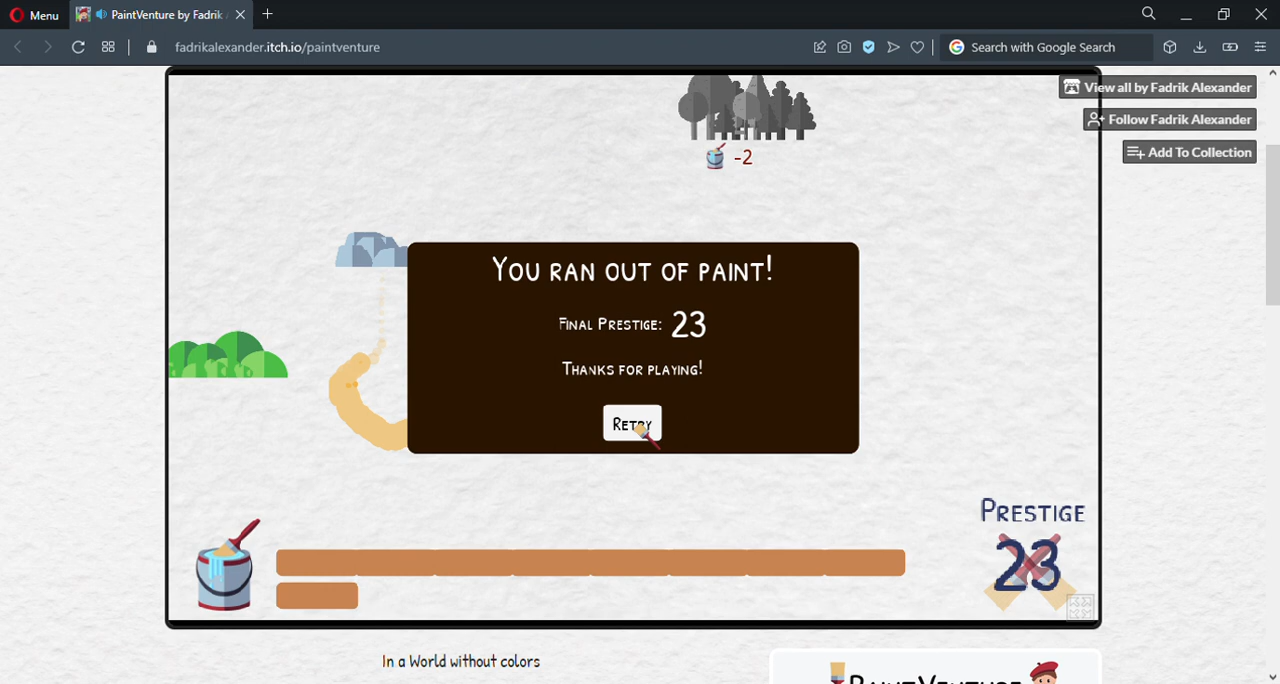 Menu
PaintVenture by Fadrik A
fadrikalexander.itch.io/paintventure
Search with Google Search
View all by Fadrik Alexander
Follow Fadrik Alexander
Add To Collection
-2
YOU RAN OUT OF PAINT!
FINAL PRESTIGE: 23
THANKS FOR PLAYING!
RETRY
PRESTIGE
23
In a World without colors
PAINTVENTURE